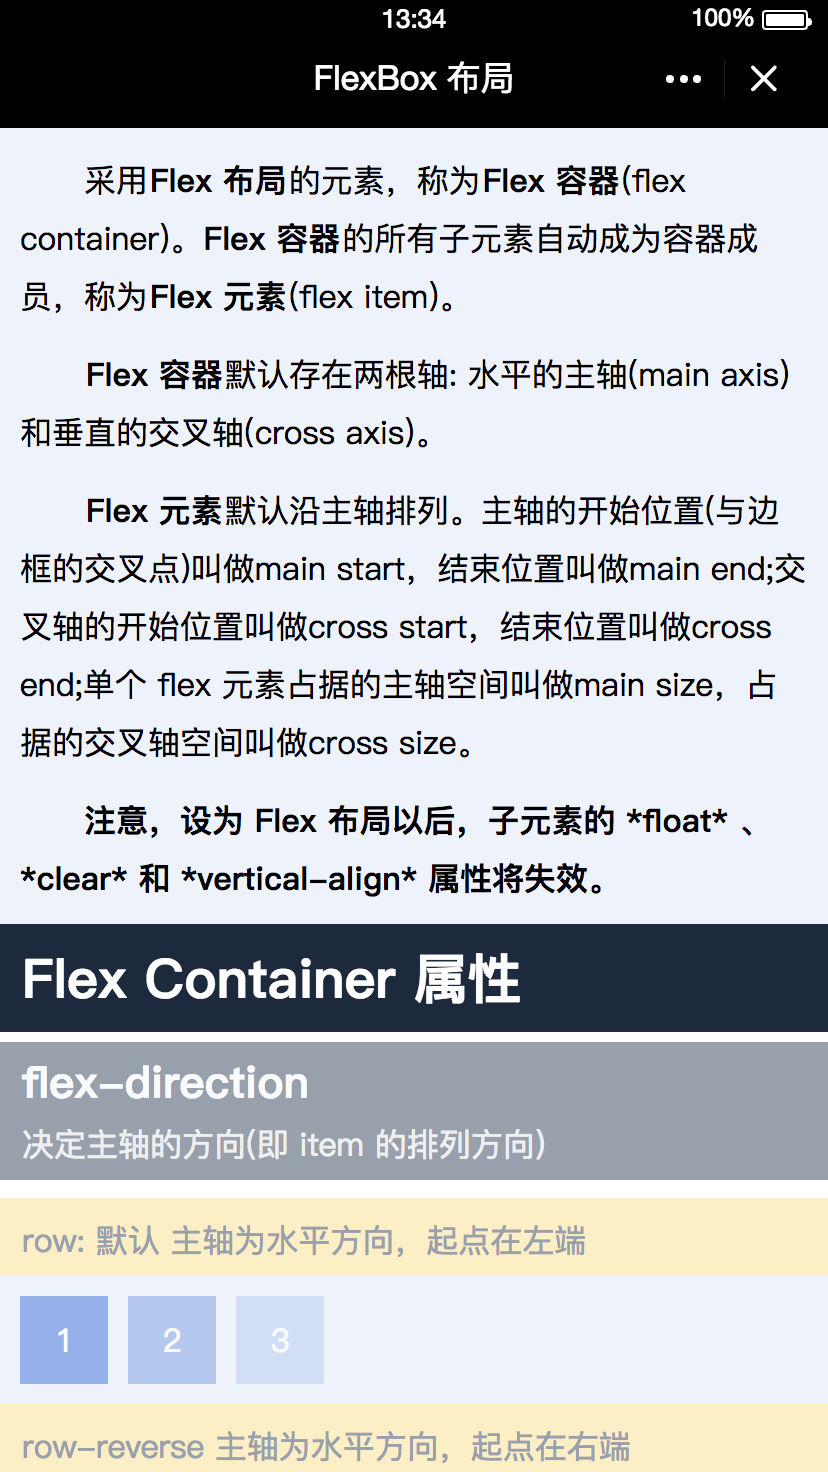 13:34
100%
FlexBox 布局
采用Flex 布局的元素，称为Flex 容器(flex
container)。Flex 容器的所有子元素自动成为容器成
员，称为Flex 元素(flex item)。
Flex 容器默认存在两根轴: 水平的主轴(main axis)
和垂直的交叉轴(cross axis)。
Flex 元素默认沿主轴排列。主轴的开始位置(与边
框的交叉点)叫做main start，结束位置叫做main end;交
叉轴的开始位置叫做cross start，结束位置叫做cross
end;单个 flex 元素占据的主轴空间叫做main size，占
据的交叉轴空间叫做cross size。
注意，设为 Flex 布局以后，子元素的 *float* 、
*clear* 和 *vertical-align* 属性将失效。
Flex Container 属性
flex-direction
决定主轴的方向(即 item 的排列方向)
row: 默认 主轴为水平方向，起点在左端
1 2 3
row-reverse 主轴为水平方向，起点在右端